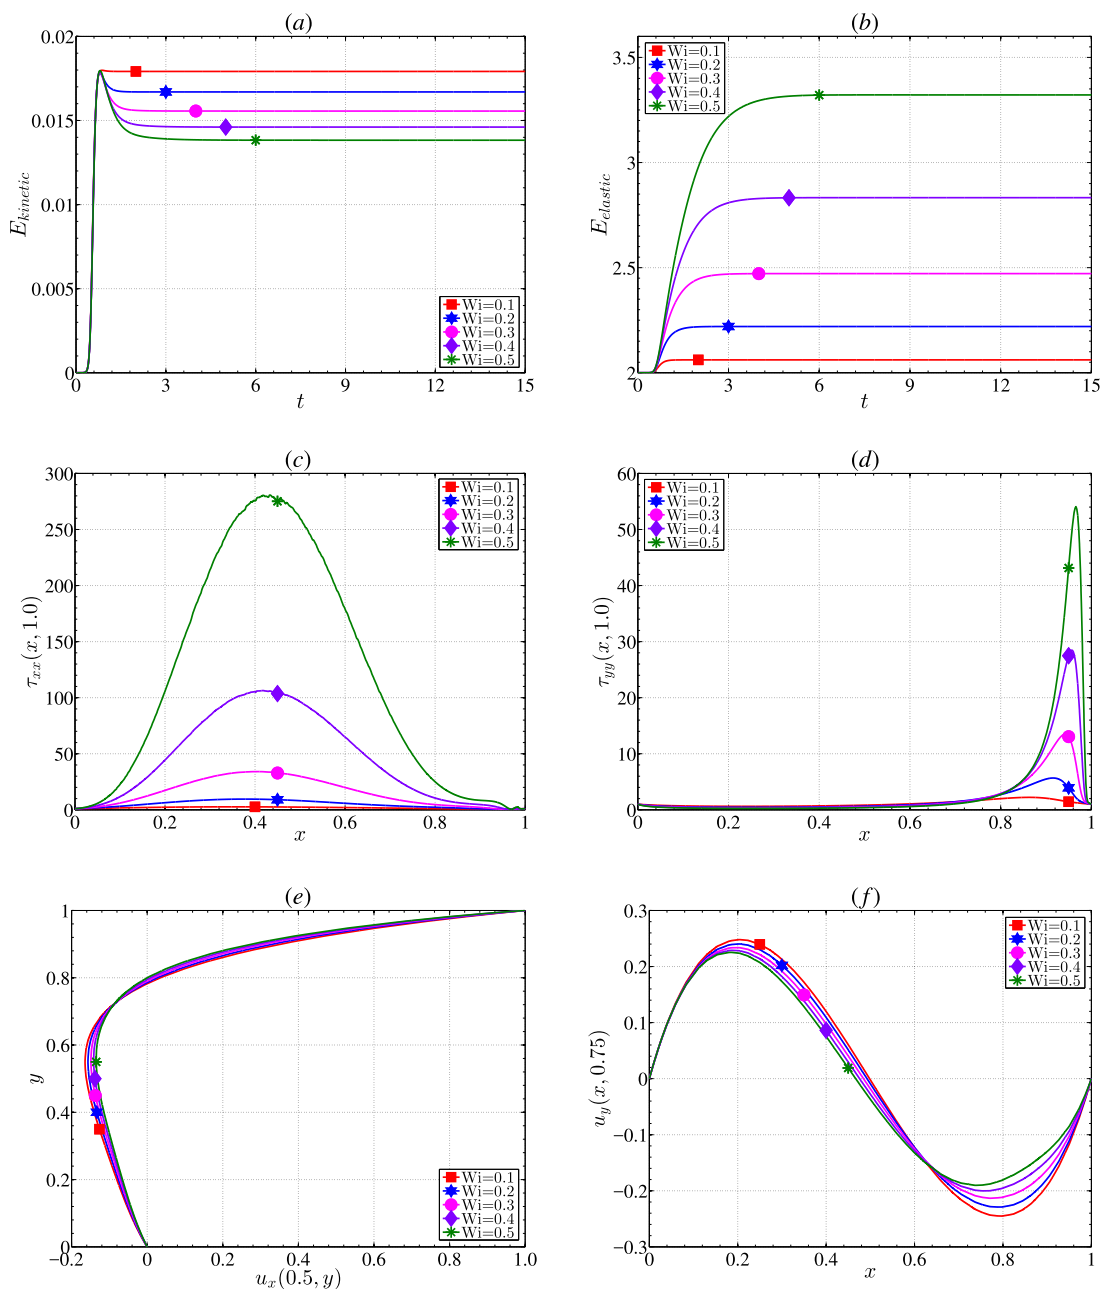 (a)
0.02
0.015
0.01
0.005
0
E_{kinetic}
0 3 6 9 12 15
t
Wi=0.1
Wi=0.2
Wi=0.3
Wi=0.4
Wi=0.5
(b)
3.5
3
2.5
2
E_{elastic}
0 3 6 9 12 15
t
Wi=0.1
Wi=0.2
Wi=0.3
Wi=0.4
Wi=0.5
(c)
300
250
200
150
100
50
0
τ_{xx}(x, 1.0)
0 0.2 0.4 0.6 0.8 1
x
Wi=0.1
Wi=0.2
Wi=0.3
Wi=0.4
Wi=0.5
(d)
60
50
40
30
20
10
0
τ_{yy}(x, 1.0)
0 0.2 0.4 0.6 0.8 1
x
Wi=0.1
Wi=0.2
Wi=0.3
Wi=0.4
Wi=0.5
(e)
1
0.8
0.6
0.4
0.2
0
y
−0.2 0 0.2 0.4 0.6 0.8 1.0
u_x(0.5, y)
Wi=0.1
Wi=0.2
Wi=0.3
Wi=0.4
Wi=0.5
(f)
0.3
0.2
0.1
0
−0.1
−0.2
−0.3
u_y(x, 0.75)
0 0.2 0.4 0.6 0.8 1
x
Wi=0.1
Wi=0.2
Wi=0.3
Wi=0.4
Wi=0.5